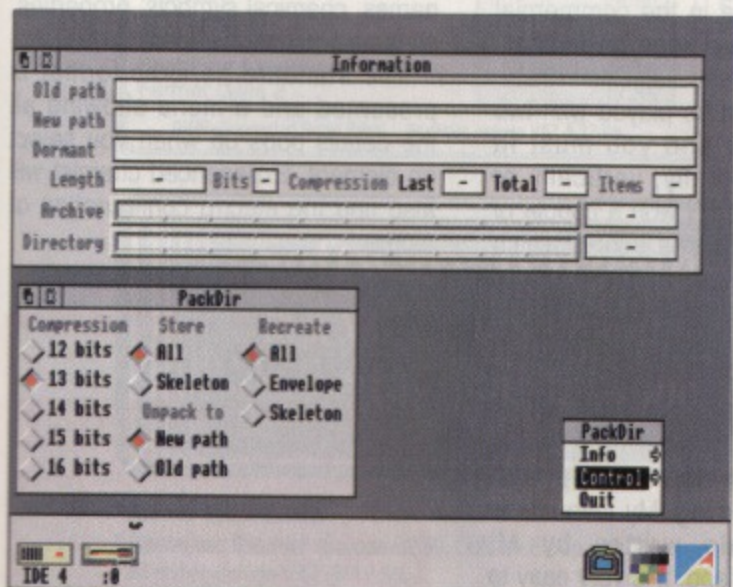 Information
Old path
New path
Dormant
Length - Bits - Compression Last - Total - Items -
Archive -
Directory -
PackDir
Compression Store Recreate
12 bits All All
13 bits Skeleton Envelope
14 bits Unpack to Skeleton
15 bits New path
16 bits Old path
PackDir
Info
Control
Quit
IDE 4 :0